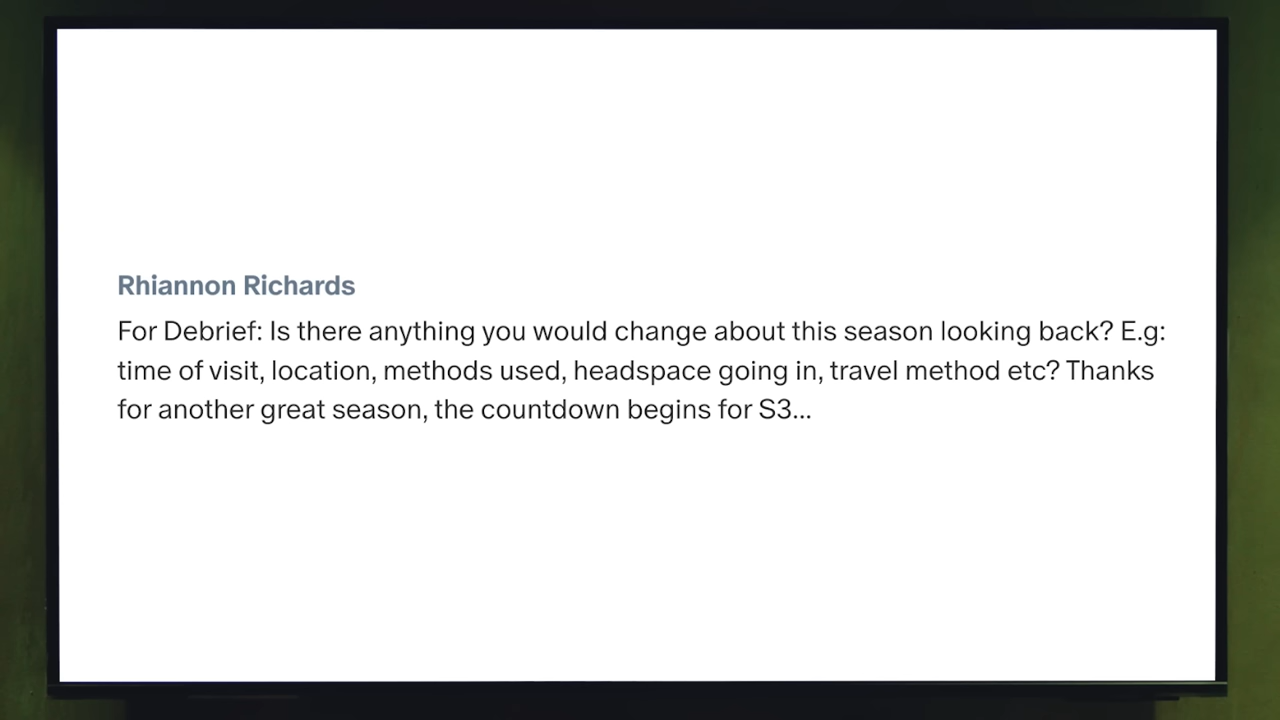 Rhiannon Richards
For Debrief: Is there anything you would change about this season looking back? E.g:
time of visit, location, methods used, headspace going in, travel method etc? Thanks
for another great season, the countdown begins for S3...